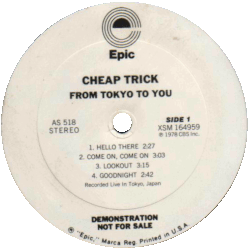 Epic
CHEAP TRICK
FROM TOKYO TO YOU
AS 518
STEREO
SIDE 1
XSM 164959
℗ 1978 CBS Inc.
1. HELLO THERE 2:27
2. COME ON, COME ON 3:03
3. LOOKOUT 3:15
4. GOODNIGHT 2:42
Recorded Live In Tokyo, Japan
DEMONSTRATION
NOT FOR SALE
® "Epic," Marca Reg. Printed in U.S.A